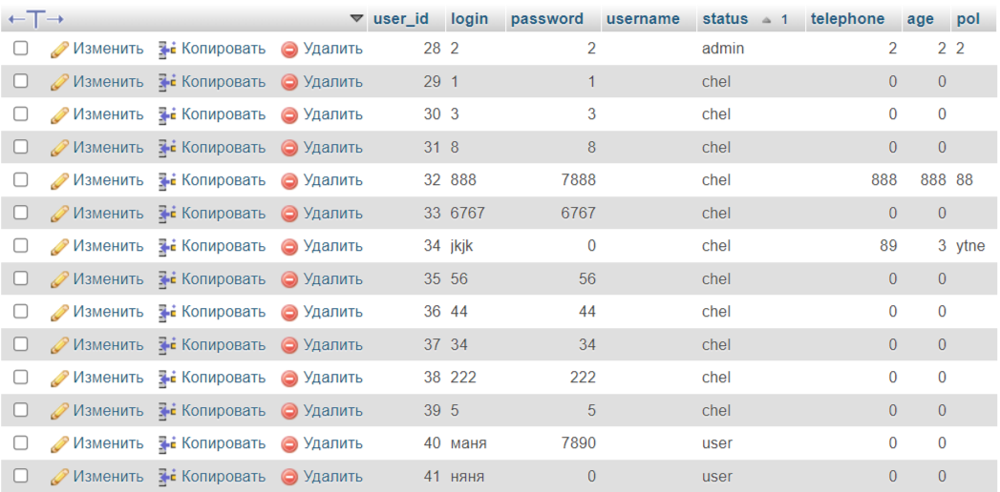 user_id login password username status 1 telephone age pol
Изменить Копировать Удалить 28 2 2 admin 2 2 2
Изменить Копировать Удалить 29 1 1 chel 0 0
Изменить Копировать Удалить 30 3 3 chel 0 0
Изменить Копировать Удалить 31 8 8 chel 0 0
Изменить Копировать Удалить 32 888 7888 chel 888 888 88
Изменить Копировать Удалить 33 6767 6767 chel 0 0
Изменить Копировать Удалить 34 jkjk 0 chel 89 3 ytne
Изменить Копировать Удалить 35 56 56 chel 0 0
Изменить Копировать Удалить 36 44 44 chel 0 0
Изменить Копировать Удалить 37 34 34 chel 0 0
Изменить Копировать Удалить 38 222 222 chel 0 0
Изменить Копировать Удалить 39 5 5 chel 0 0
Изменить Копировать Удалить 40 маня 7890 user 0 0
Изменить Копировать Удалить 41 няня 0 user 0 0